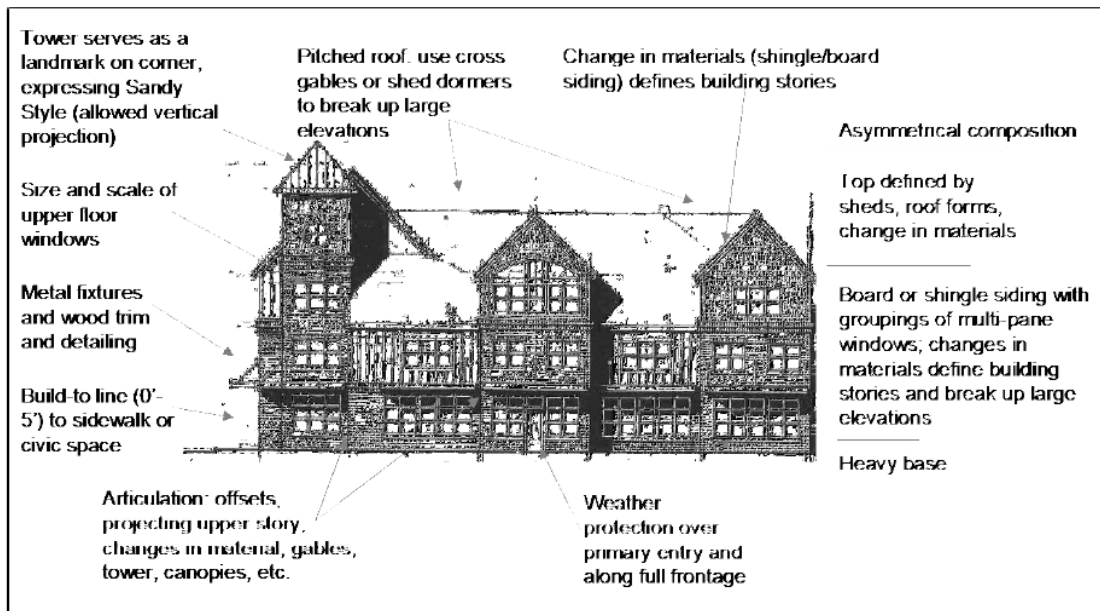 Tower serves as a
landmark on corner,
expressing Sandy
Style (allowed vertical
projection)
Pitched roof: use cross
gables or shed dormers
to break up large
elevations
Change in materials (shingle/board
siding) defines building stories
Asymmetrical composition
Size and scale of
upper floor
windows
Top defined by
sheds, roof forms,
change in materials
Metal fixtures
and wood trim
and detailing
Board or shingle siding with
groupings of multi-pane
windows; changes in
materials define building
stories and break up large
elevations
Build-to line (0'-
5') to sidewalk or
civic space
Heavy base
Articulation: offsets,
projecting upper story,
changes in material, gables,
tower, canopies, etc.
Weather
protection over
primary entry and
along full frontage